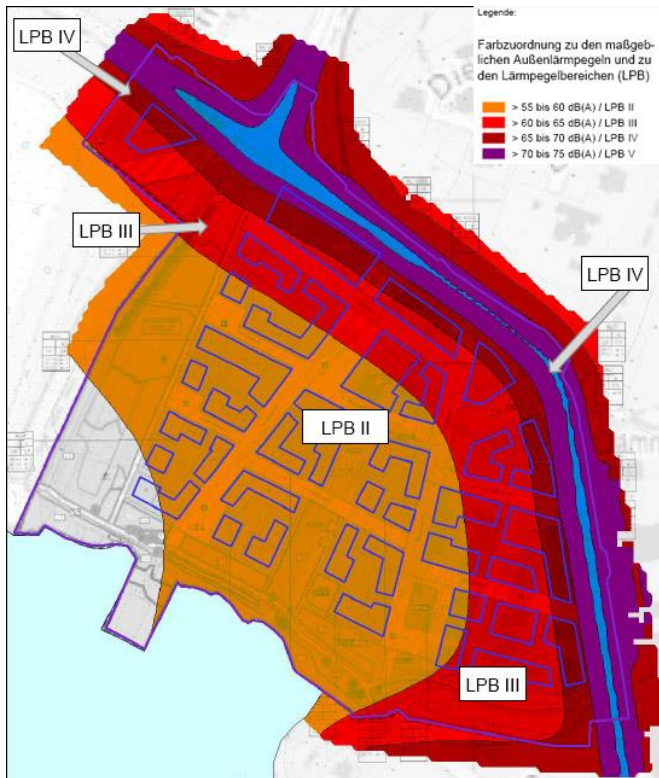 Legende:
Farbzuordnung zu den maßgeb-
lichen Außenlärmpegeln und zu
den Lärmpegelbereichen (LPB)
> 55 bis 60 dB(A) / LPB II
> 60 bis 65 dB(A) / LPB III
> 65 bis 70 dB(A) / LPB IV
> 70 bis 75 dB(A) / LPB V
LPB IV
LPB III
LPB IV
LPB II
LPB III